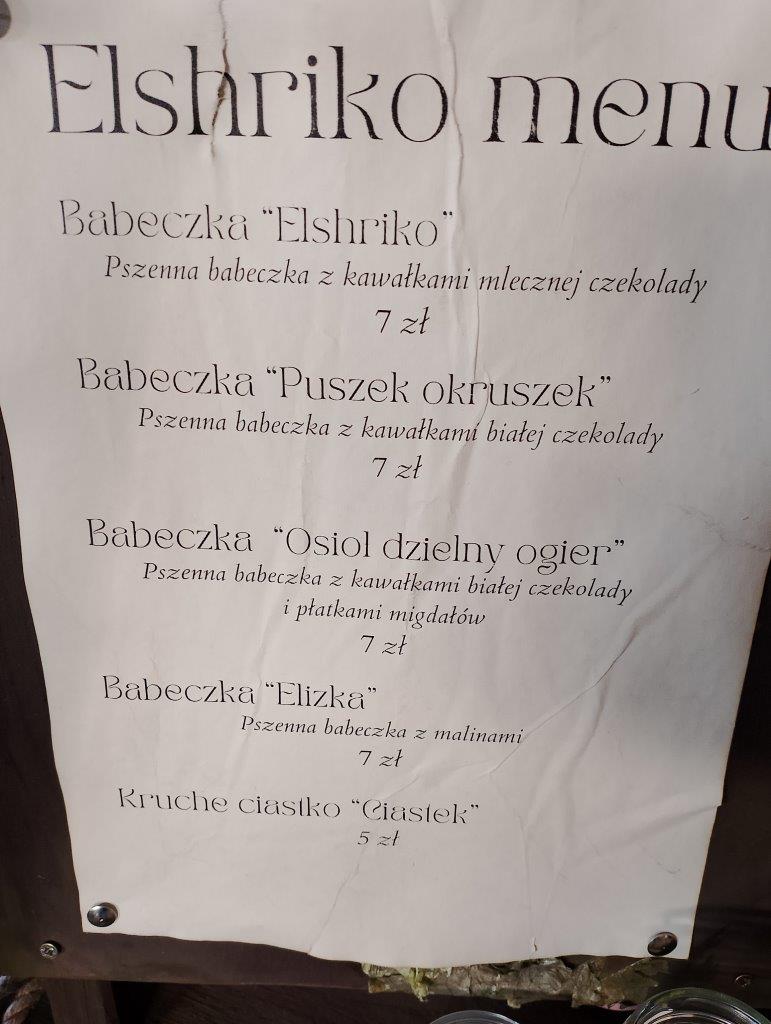 Elshriko menu
Babeczka “Elshriko”
Pszenna babeczka z kawałkami mlecznej czekolady
7 zł
Babeczka “Puszek okruszek”
Pszenna babeczka z kawałkami białej czekolady
7 zł
Babeczka “Osiol dzielny ogier”
Pszenna babeczka z kawałkami białej czekolady
i płatkami migdałów
7 zł
Babeczka “Elizka”
Pszenna babeczka z malinami
7 zł
Kruche ciastko “Ciastek”
5 zł